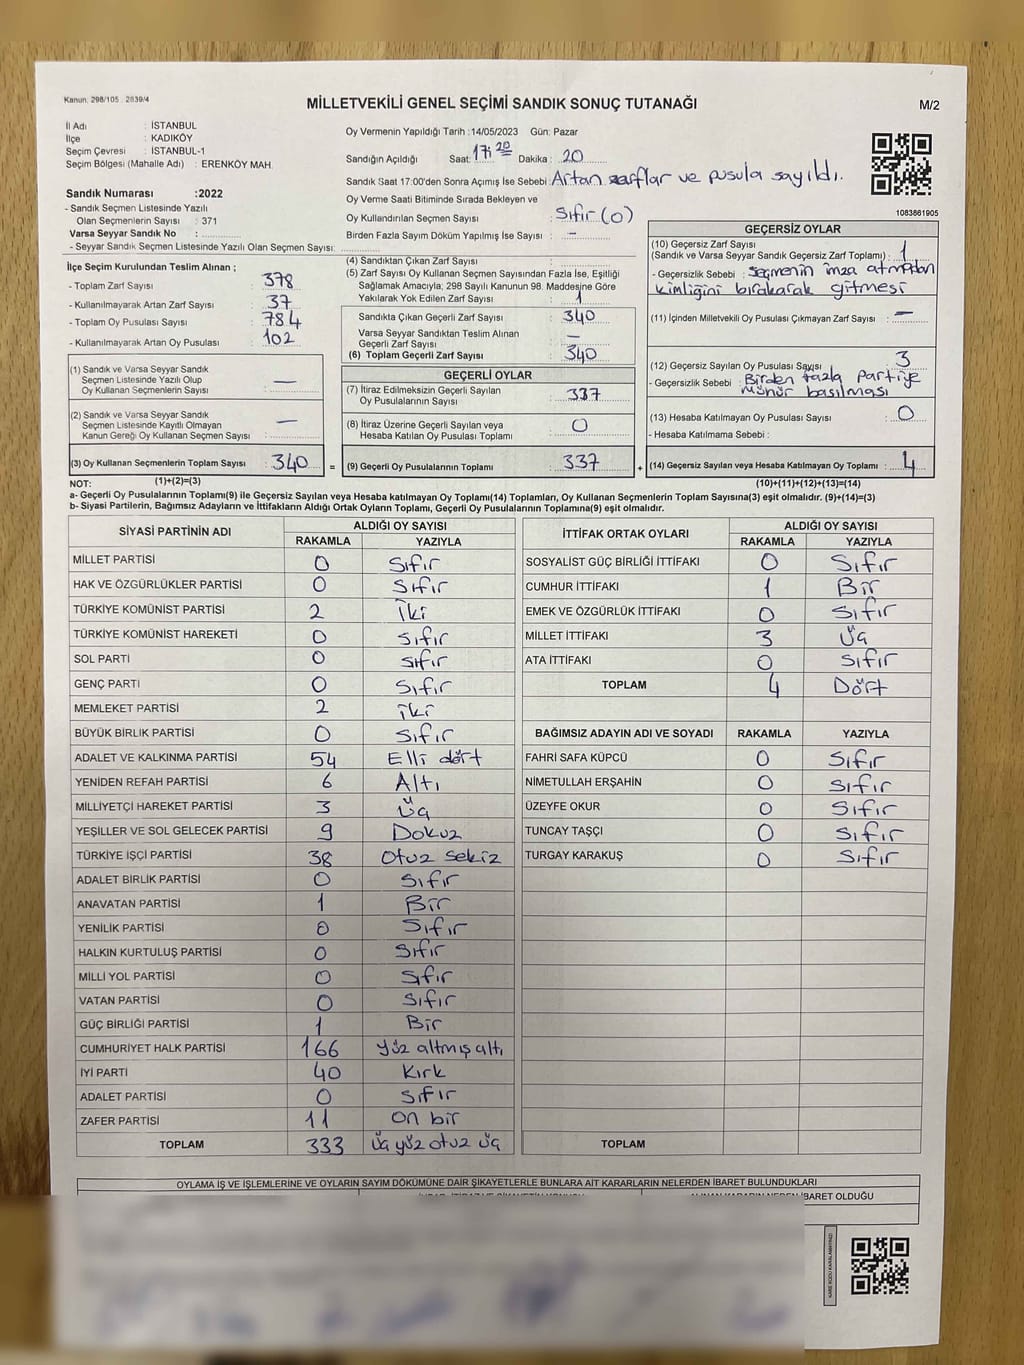 Kanun: 298/105 , 2839/4
MİLLETVEKİLİ GENEL SEÇİMİ SANDIK SONUÇ TUTANAĞI
M/2
İl Adı : İSTANBUL
İlçe : KADIKÖY
Seçim Çevresi : İSTANBUL-1
Seçim Bölgesi (Mahalle Adı) : ERENKÖY MAH.
Sandık Numarası :2022
- Sandık Seçmen Listesinde Yazılı
Olan Seçmenlerin Sayısı : 371
Varsa Seyyar Sandık No :
- Seyyar Sandık Seçmen Listesinde Yazılı Olan Seçmen Sayısı:
Oy Vermenin Yapıldığı Tarih :14/05/2023 Gün: Pazar
Sandığın Açıldığı Saat: 17:20 Dakika : 20
Sandık Saat 17:00'den Sonra Açımış İse Sebebi : Artan zarflar ve pusula sayıldı.
Oy Verme Saati Bitiminde Sırada Bekleyen ve
Oy Kullandırılan Seçmen Sayısı : Sıfır (0)
Birden Fazla Sayım Döküm Yapılmış İse Sayısı : -
1083861905
İlçe Seçim Kurulundan Teslim Alınan ;
- Toplam Zarf Sayısı : 378
- Kullanılmayarak Artan Zarf Sayısı : 37
- Toplam Oy Pusulası Sayısı : 784
- Kullanılmayarak Artan Oy Pusulası : 102
(1) Sandık ve Varsa Seyyar Sandık
Seçmen Listesinde Yazılı Olup
Oy Kullanan Seçmenlerin Sayısı : —
(2) Sandık ve Varsa Seyyar Sandık
Seçmen Listesinde Kayıtlı Olmayan
Kanun Gereği Oy Kullanan Seçmen Sayısı : —
(3) Oy Kullanan Seçmenlerin Toplam Sayısı : 340
(1)+(2)=(3)
(4) Sandıktan Çıkan Zarf Sayısı :
(5) Zarf Sayısı Oy Kullanan Seçmen Sayısından Fazla İse, Eşitliği
Sağlamak Amacıyla; 298 Sayılı Kanunun 98. Maddesine Göre
Yakılarak Yok Edilen Zarf Sayısı : 1
Sandıkta Çıkan Geçerli Zarf Sayısı : 340
Varsa Seyyar Sandıktan Teslim Alınan
Geçerli Zarf Sayısı : —
(6) Toplam Geçerli Zarf Sayısı : 340
GEÇERLİ OYLAR
(7) İtiraz Edilmeksizin Geçerli Sayılan
Oy Pusulalarının Sayısı : 337
(8) İtiraz Üzerine Geçerli Sayılan veya
Hesaba Katılan Oy Pusulası Toplamı : 0
= (9) Geçerli Oy Pusulalarının Toplamı : 337 +
GEÇERSİZ OYLAR
(10) Geçersiz Zarf Sayısı
(Sandık ve Varsa Seyyar Sandık Geçersiz Zarf Toplamı) : 1
- Geçersizlik Sebebi : Seçmenin imza atmadan
kimliğini bırakarak gitmesi
(11) İçinden Milletvekili Oy Pusulası Çıkmayan Zarf Sayısı : —
(12) Geçersiz Sayılan Oy Pusulası Sayısı : 3
- Geçersizlik Sebebi : Birden fazla partiye
mühür basılması
(13) Hesaba Katılmayan Oy Pusulası Sayısı : 0
- Hesaba Katılmama Sebebi :
(14) Geçersiz Sayılan veya Hesaba Katılmayan Oy Toplamı : 4
(10)+(11)+(12)+(13)=(14)
NOT:
a- Geçerli Oy Pusulalarının Toplamı(9) ile Geçersiz Sayılan veya Hesaba katılmayan Oy Toplamı(14) Toplamları, Oy Kullanan Seçmenlerin Toplam Sayısına(3) eşit olmalıdır. (9)+(14)=(3)
b- Siyasi Partilerin, Bağımsız Adayların ve İttifakların Aldığı Oyların Toplamı, Geçerli Oy Pusulalarının Toplamına(9) eşit olmalıdır.
SİYASİ PARTİNİN ADI ALDIĞI OY SAYISI
RAKAMLA YAZIYLA
MİLLET PARTİSİ 0 Sıfır
HAK VE ÖZGÜRLÜKLER PARTİSİ 0 Sıfır
TÜRKİYE KOMÜNİST PARTİSİ 2 İki
TÜRKİYE KOMÜNİST HAREKETİ 0 Sıfır
SOL PARTİ 0 Sıfır
GENÇ PARTİ 0 Sıfır
MEMLEKET PARTİSİ 2 İki
BÜYÜK BİRLİK PARTİSİ 0 Sıfır
ADALET VE KALKINMA PARTİSİ 54 Elli dört
YENİDEN REFAH PARTİSİ 6 Altı
MİLLİYETÇİ HAREKET PARTİSİ 3 Üç
YEŞİLLER VE SOL GELECEK PARTİSİ 9 Dokuz
TÜRKİYE İŞÇİ PARTİSİ 38 Otuz sekiz
ADALET BİRLİK PARTİSİ 0 Sıfır
ANAVATAN PARTİSİ 1 Bir
YENİLİK PARTİSİ 0 Sıfır
HALKIN KURTULUŞ PARTİSİ 0 Sıfır
MİLLİ YOL PARTİSİ 0 Sıfır
VATAN PARTİSİ 0 Sıfır
GÜÇ BİRLİĞİ PARTİSİ 1 Bir
CUMHURİYET HALK PARTİSİ 166 Yüz altmış altı
İYİ PARTİ 40 Kırk
ADALET PARTİSİ 0 Sıfır
ZAFER PARTİSİ 11 On bir
TOPLAM 333 Üç yüz otuz üç
İTTİFAK ORTAK OYLARI ALDIĞI OY SAYISI
RAKAMLA YAZIYLA
SOSYALİST GÜÇ BİRLİĞİ İTTİFAKI 0 Sıfır
CUMHUR İTTİFAKI 1 Bir
EMEK VE ÖZGÜRLÜK İTTİFAKI 0 Sıfır
MİLLET İTTİFAKI 3 Üç
ATA İTTİFAKI 0 Sıfır
TOPLAM 4 Dört
BAĞIMSIZ ADAYIN ADI VE SOYADI RAKAMLA YAZIYLA
FAHRİ SAFA KÜPCÜ 0 Sıfır
NİMETULLAH ERŞAHİN 0 Sıfır
ÜZEYFE OKUR 0 Sıfır
TUNCAY TAŞÇI 0 Sıfır
TURGAY KARAKUŞ 0 Sıfır
TOPLAM
OYLAMA İŞ VE İŞLEMLERİNE VE OYLARIN SAYIM DÖKÜMÜNE DAİR ŞİKAYETLERLE BUNLARA AİT KARARLARIN NELERDEN İBARET BULUNDUKLARI
İBARET OLDUĞU